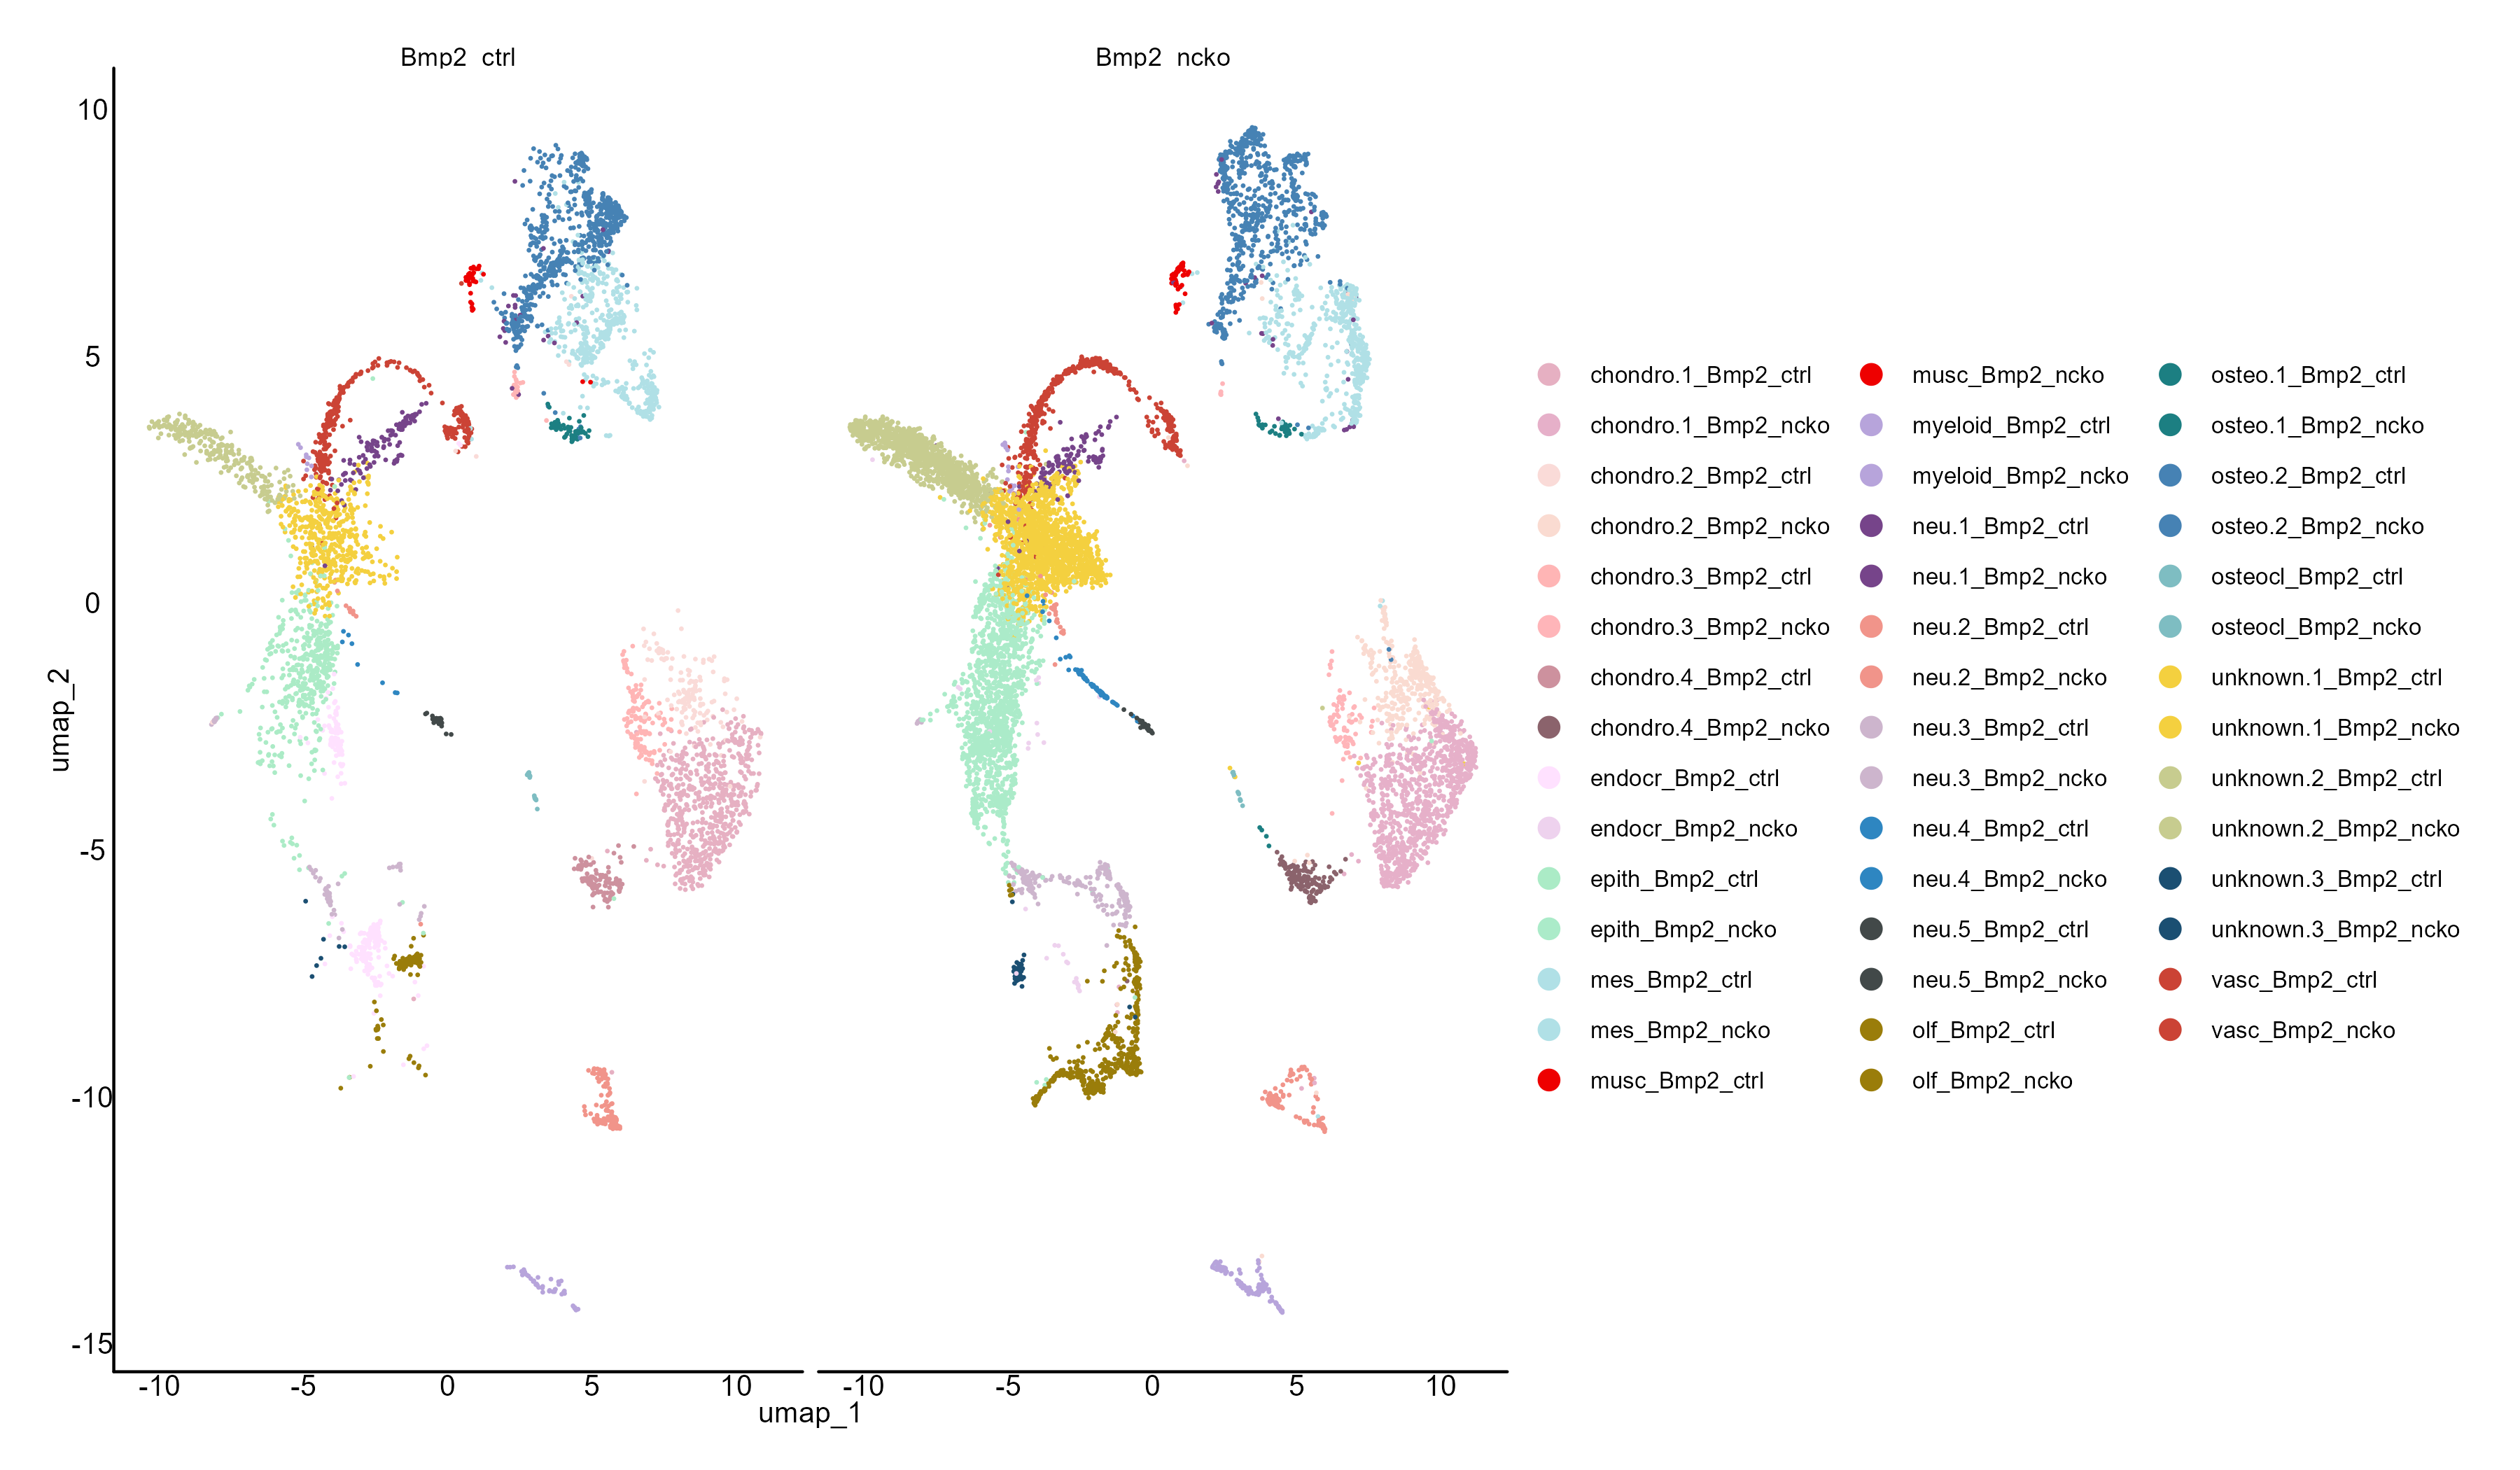 Bmp2 ctrl
Bmp2 ncko
10
5
0
-5
-10
-15
umap_2
-10
-5
0
5
10
-10
-5
0
5
10
umap_1
chondro.1_Bmp2_ctrl
chondro.1_Bmp2_ncko
chondro.2_Bmp2_ctrl
chondro.2_Bmp2_ncko
chondro.3_Bmp2_ctrl
chondro.3_Bmp2_ncko
chondro.4_Bmp2_ctrl
chondro.4_Bmp2_ncko
endocr_Bmp2_ctrl
endocr_Bmp2_ncko
epith_Bmp2_ctrl
epith_Bmp2_ncko
mes_Bmp2_ctrl
mes_Bmp2_ncko
musc_Bmp2_ctrl
musc_Bmp2_ncko
myeloid_Bmp2_ctrl
myeloid_Bmp2_ncko
neu.1_Bmp2_ctrl
neu.1_Bmp2_ncko
neu.2_Bmp2_ctrl
neu.2_Bmp2_ncko
neu.3_Bmp2_ctrl
neu.3_Bmp2_ncko
neu.4_Bmp2_ctrl
neu.4_Bmp2_ncko
neu.5_Bmp2_ctrl
neu.5_Bmp2_ncko
olf_Bmp2_ctrl
olf_Bmp2_ncko
osteo.1_Bmp2_ctrl
osteo.1_Bmp2_ncko
osteo.2_Bmp2_ctrl
osteo.2_Bmp2_ncko
osteocl_Bmp2_ctrl
osteocl_Bmp2_ncko
unknown.1_Bmp2_ctrl
unknown.1_Bmp2_ncko
unknown.2_Bmp2_ctrl
unknown.2_Bmp2_ncko
unknown.3_Bmp2_ctrl
unknown.3_Bmp2_ncko
vasc_Bmp2_ctrl
vasc_Bmp2_ncko